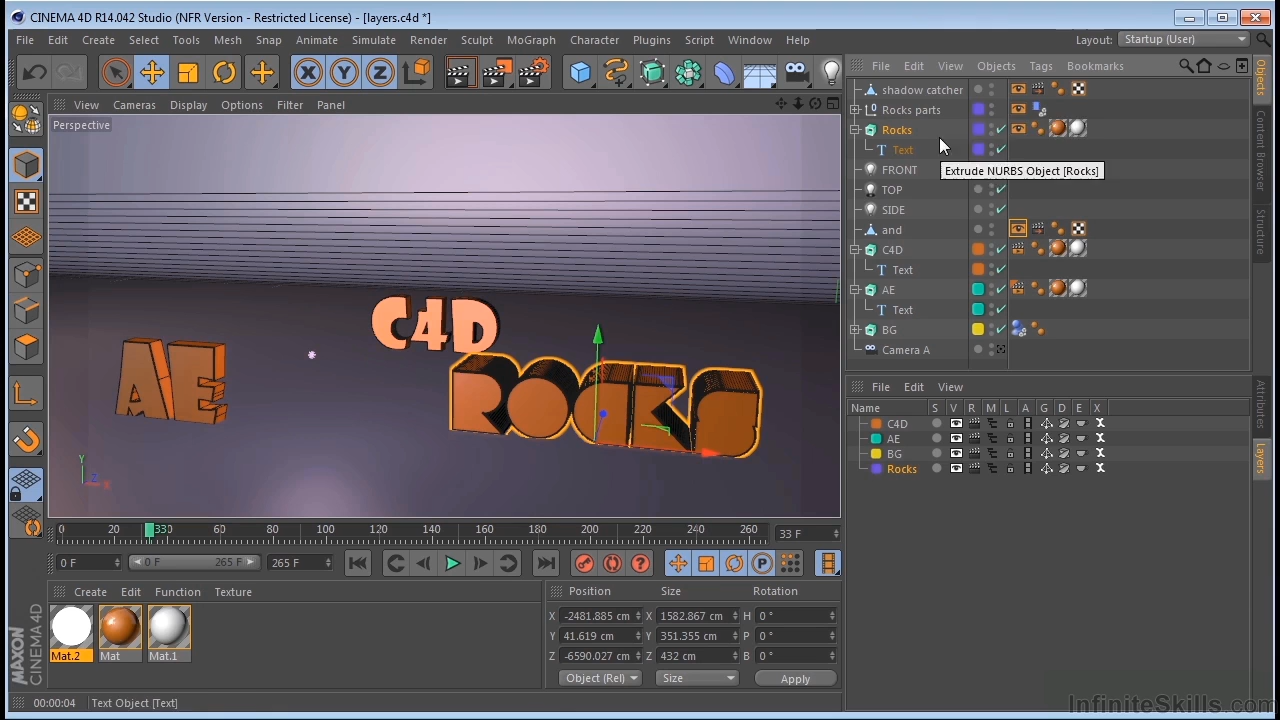 CINEMA 4D R14.042 Studio (NFR Version - Restricted License) - [layers.c4d *]
File Edit Create Select Tools Mesh Snap Animate Simulate Render Sculpt MoGraph Character Plugins Script Window Help
Layout: Startup (User)
X Y Z
File Edit View Objects Tags Bookmarks
View Cameras Display Options Filter Panel
Perspective
shadow catcher
Rocks parts
Rocks
Text
FRONT
Extrude NURBS Object [Rocks]
TOP
SIDE
and
C4D
Text
AE
Text
BG
Camera A
Objects
Content Browser
Structure
C4D
AE
ROCKS
Y
Z
X
File Edit View
Name S V R M L A G D E X
C4D
AE
BG
Rocks
Attributes
Layers
0 20 330 60 80 100 120 140 160 180 200 220 240 260
33 F
0 F 0 F 265 F 265 F
P
Create Edit Function Texture
Mat.2 Mat Mat.1
Position Size Rotation
X -2481.885 cm X 1582.867 cm H 0 °
Y 41.619 cm Y 351.355 cm P 0 °
Z -6590.027 cm Z 432 cm B 0 °
Object (Rel) Size Apply
MAXON
CINEMA 4D
00:00:04 Text Object [Text]
InfiniteSkills.com